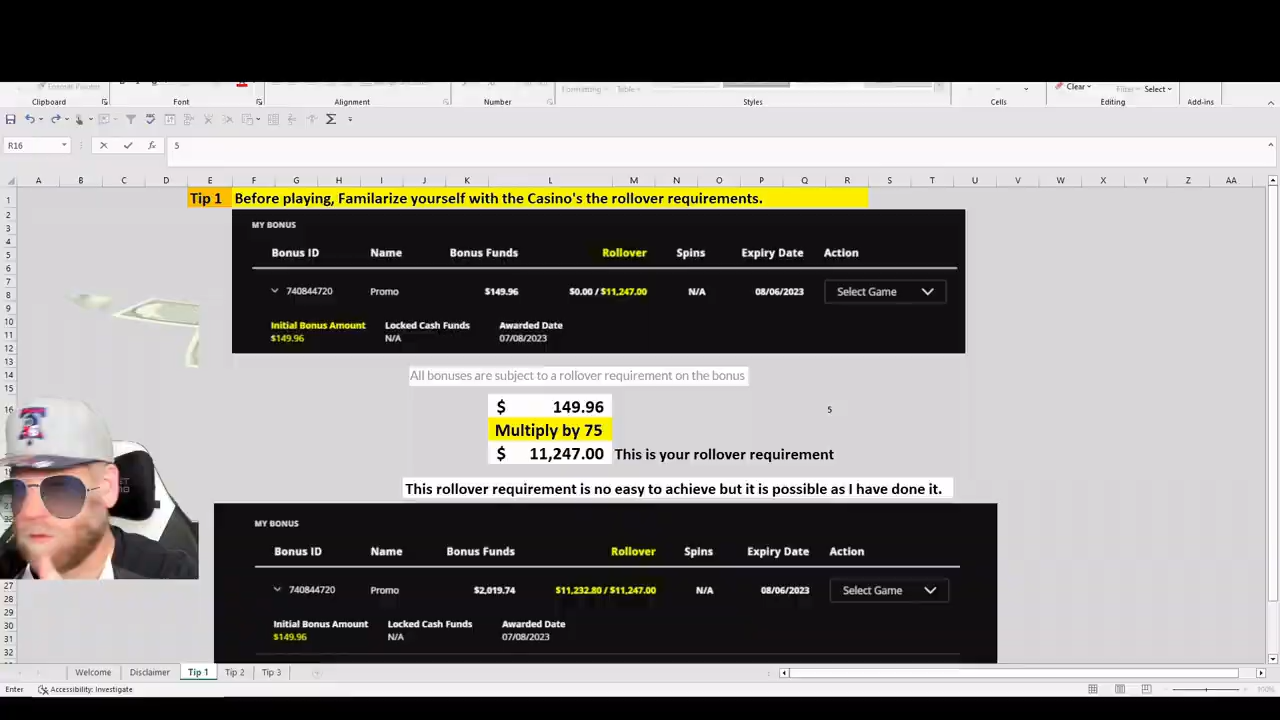 Clipboard Font Alignment Number Formatting Table Styles Cells Clear Filter Select Editing Add-ins
R16 fx 5
A B C D E F G H I J K L M N O P Q R S T U V W X Y Z AA
Tip 1 Before playing, Familarize yourself with the Casino's the rollover requirements.
MY BONUS
Bonus ID Name Bonus Funds Rollover Spins Expiry Date Action
740844720 Promo $149.96 $0.00 / $11,247.00 N/A 08/06/2023 Select Game
Initial Bonus Amount Locked Cash Funds Awarded Date
$149.96 N/A 07/08/2023
All bonuses are subject to a rollover requirement on the bonus
$ 149.96 5
Multiply by 75
$ 11,247.00 This is your rollover requirement
This rollover requirement is no easy to achieve but it is possible as I have done it.
MY BONUS
Bonus ID Name Bonus Funds Rollover Spins Expiry Date Action
740844720 Promo $2,019.74 $11,232.80 / $11,247.00 N/A 08/06/2023 Select Game
Initial Bonus Amount Locked Cash Funds Awarded Date
$149.96 N/A 07/08/2023
Welcome Disclaimer Tip 1 Tip 2 Tip 3
Enter Accessibility: Investigate